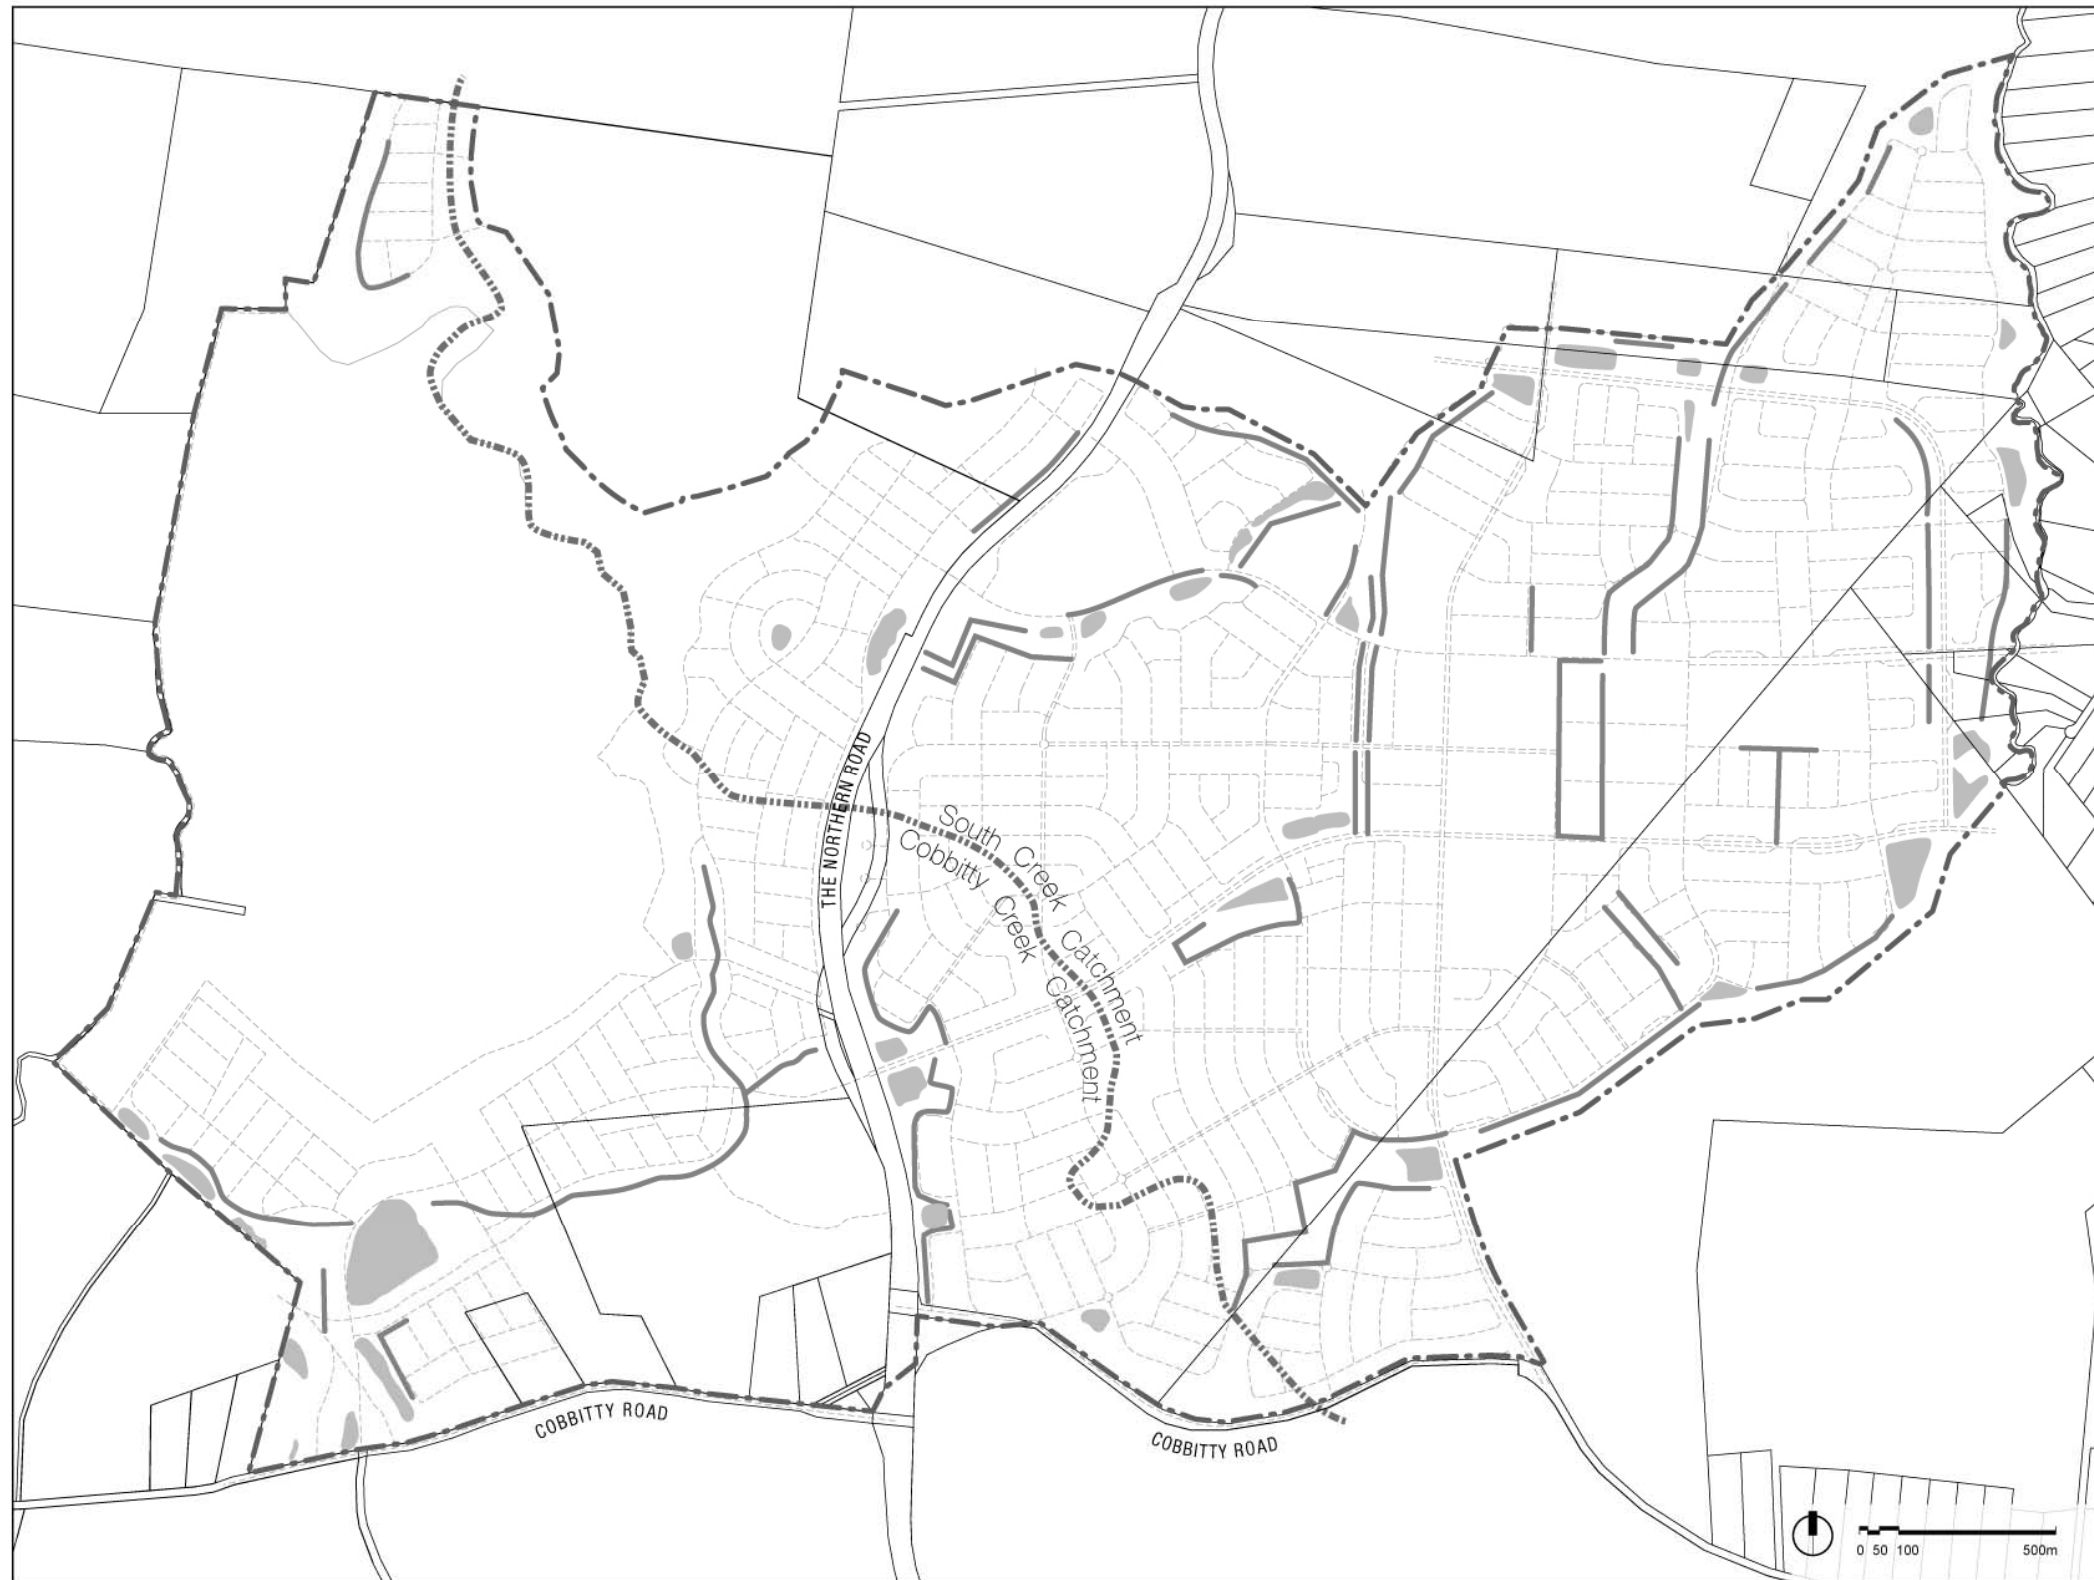 THE NORTHERN ROAD
South Creek Catchment
Cobbitty Creek Catchment
COBBITTY ROAD
COBBITTY ROAD
0 50 100 500m